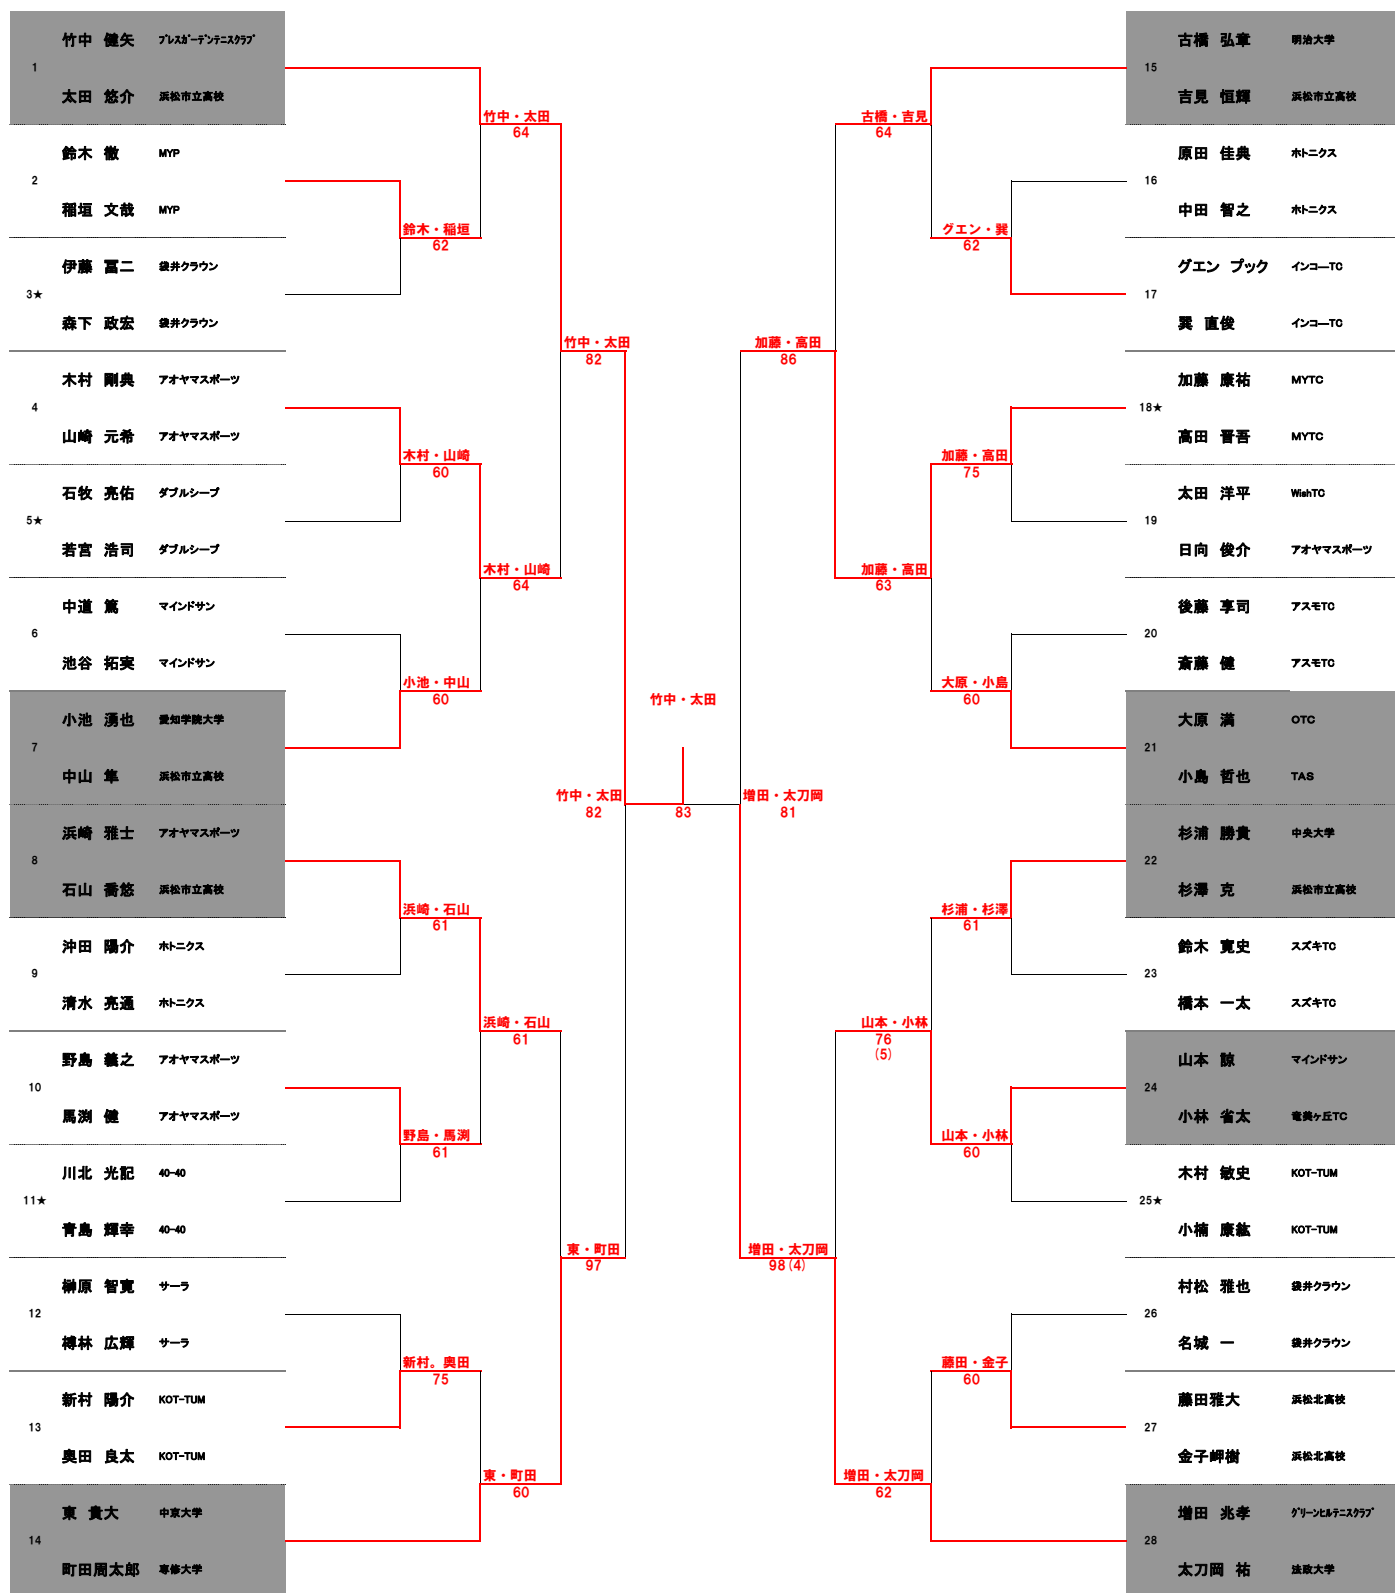 竹中 健矢 プレスガーデンテニスクラブ
1
太田 悠介 浜松市立高校
鈴木 徹 MYP
2
稲垣 文哉 MYP
伊藤 冨二 袋井クラウン
3★
森下 政宏 袋井クラウン
木村 剛典 アオヤマスポーツ
4
山崎 元希 アオヤマスポーツ
石牧 亮佑 ダブルシーブ
5★
若宮 浩司 ダブルシーブ
中道 篤 マインドサン
6
池谷 拓実 マインドサン
小池 湧也 愛知学院大学
7
中山 隼 浜松市立高校
浜崎 雅士 アオヤマスポーツ
8
石山 喬悠 浜松市立高校
沖田 陽介 ホトニクス
9
清水 亮通 ホトニクス
野島 義之 アオヤマスポーツ
10
馬渕 健 アオヤマスポーツ
川北 光記 40-40
11★
青島 輝幸 40-40
榊原 智寛 サーラ
12
榑林 広輝 サーラ
新村 陽介 KOT-TUM
13
奥田 良太 KOT-TUM
東 貴大 中京大学
14
町田周太郎 専修大学
鈴木・稲垣
62
木村・山崎
60
小池・中山
60
浜崎・石山
61
野島・馬渕
61
新村。奥田
75
竹中・太田
64
木村・山崎
64
浜崎・石山
61
東・町田
60
竹中・太田
82
東・町田
97
竹中・太田
82
竹中・太田
83
増田・太刀岡
81
加藤・高田
86
増田・太刀岡
98(4)
古橋・吉見
64
加藤・高田
63
山本・小林
76
(5)
増田・太刀岡
62
グエン・巽
62
加藤・高田
75
大原・小島
60
杉浦・杉澤
61
山本・小林
60
藤田・金子
60
古橋 弘章 明治大学
15
吉見 恒輝 浜松市立高校
原田 佳典 ホトニクス
16
中田 智之 ホトニクス
グエン プック インコーTC
17
巽 直俊 インコーTC
加藤 康祐 MYTC
18★
高田 晋吾 MYTC
太田 洋平 WishTC
19
日向 俊介 アオヤマスポーツ
後藤 享司 アスモTC
20
斎藤 健 アスモTC
大原 満 OTC
21
小島 哲也 TAS
杉浦 勝貴 中央大学
22
杉澤 克 浜松市立高校
鈴木 寛史 スズキTC
23
橋本 一太 スズキTC
山本 諒 マインドサン
24
小林 省太 竜美ヶ丘TC
木村 敏史 KOT-TUM
25★
小楠 康紘 KOT-TUM
村松 雅也 袋井クラウン
26
名城 一 袋井クラウン
藤田雅大 浜松北高校
27
金子岬樹 浜松北高校
増田 兆孝 グリーンヒルテニスクラブ
28
太刀岡 祐 法政大学